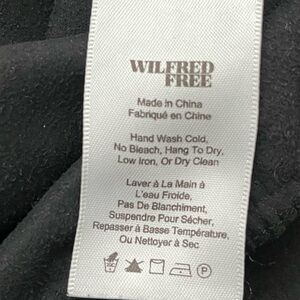 WILFRED
FREE
Made in China
Fabriqué en Chine
Hand Wash Cold,
No Bleach, Hang To Dry,
Low Iron, Or Dry Clean
Laver à La Main à
L'eau Froide,
Pas De Blanchiment,
Suspendre Pour Sécher,
Repasser à Basse Température,
Ou Nettoyer à Sec
P